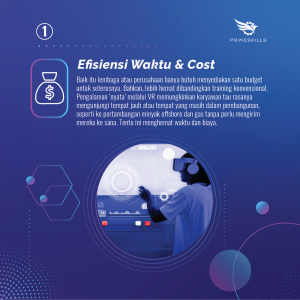 1
PRIMESKILLS
Efisiensi Waktu & Cost
Baik itu lembaga atau perusahaan hanya butuh menyediakan satu budget
untuk seterusnya. Bahkan, lebih hemat dibandingkan training konvensional.
Pengalaman 'nyata' melalui VR memungkinkan karyawan tau rasanya
mengunjungi tempat jauh atau tempat yang masih dalam pembangunan,
seperti ke pertambangan minyak offshore dan gas tanpa perlu mengirim
mereka ke sana. Tentu ini menghemat waktu dan biaya.